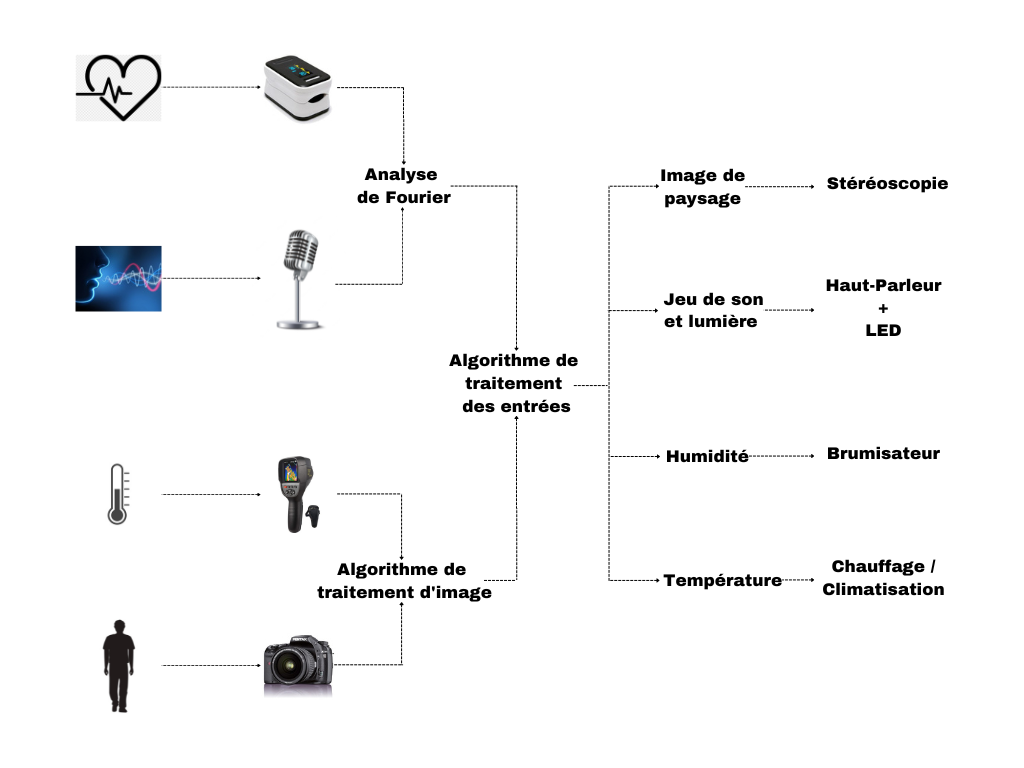 Analyse
de Fourier
Algorithme de
traitement d'image
Algorithme de
traitement
des entrées
Image de
paysage
Stéréoscopie
Jeu de son
et lumière
Haut-Parleur
+
LED
Humidité
Brumisateur
Température
Chauffage /
Climatisation
PENTAX